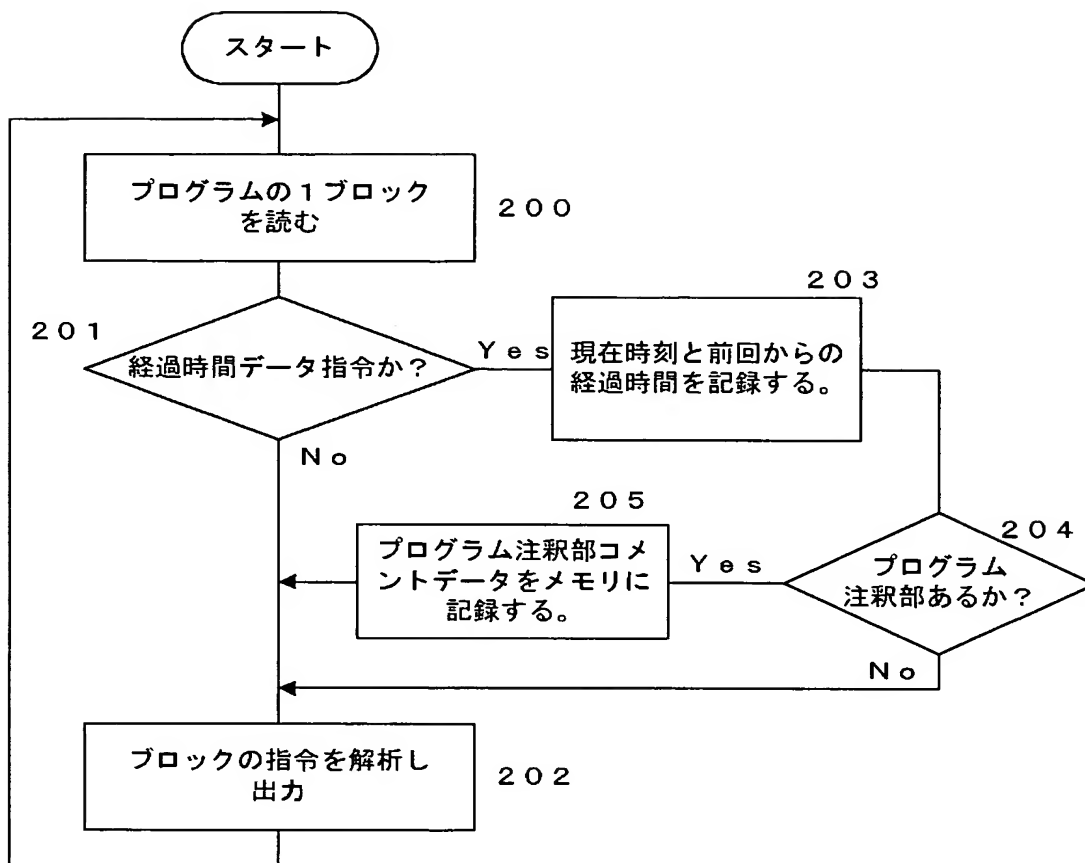 スタート
プログラムの１ブロック
を読む
２００
２０１
経過時間データ指令か？
Ｙｅｓ
Ｎｏ
２０３
現在時刻と前回からの
経過時間を記録する。
２０４
プログラム
注釈部あるか？
Ｙｅｓ
Ｎｏ
２０５
プログラム注釈部コメ
ントデータをメモリに
記録する。
ブロックの指令を解析し
出力
２０２